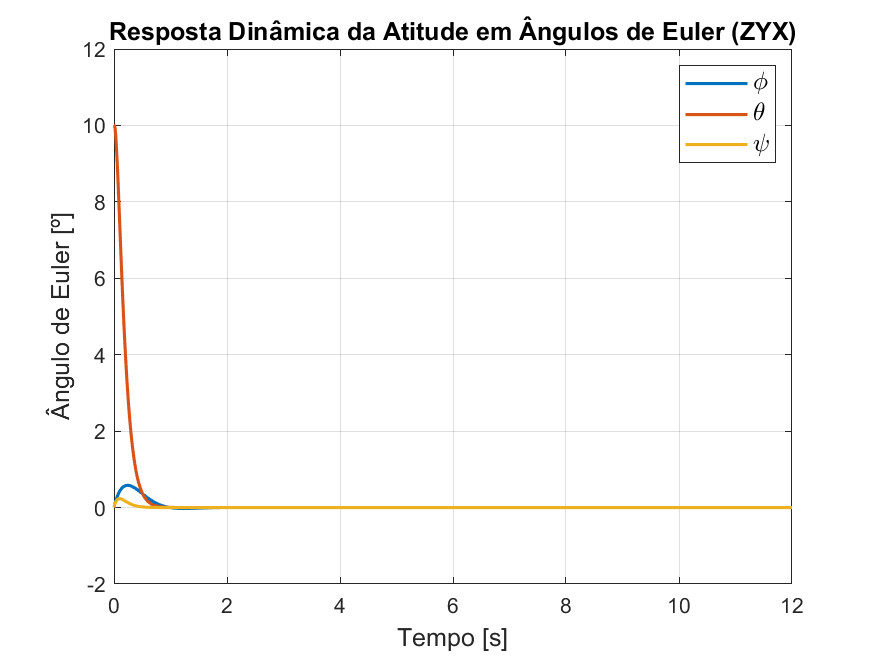 Resposta Dinâmica da Atitude em Ângulos de Euler (ZYX)
12
10
8
6
4
2
0
-2
Ângulo de Euler [º]
ϕ
θ
ψ
0 2 4 6 8 10 12
Tempo [s]